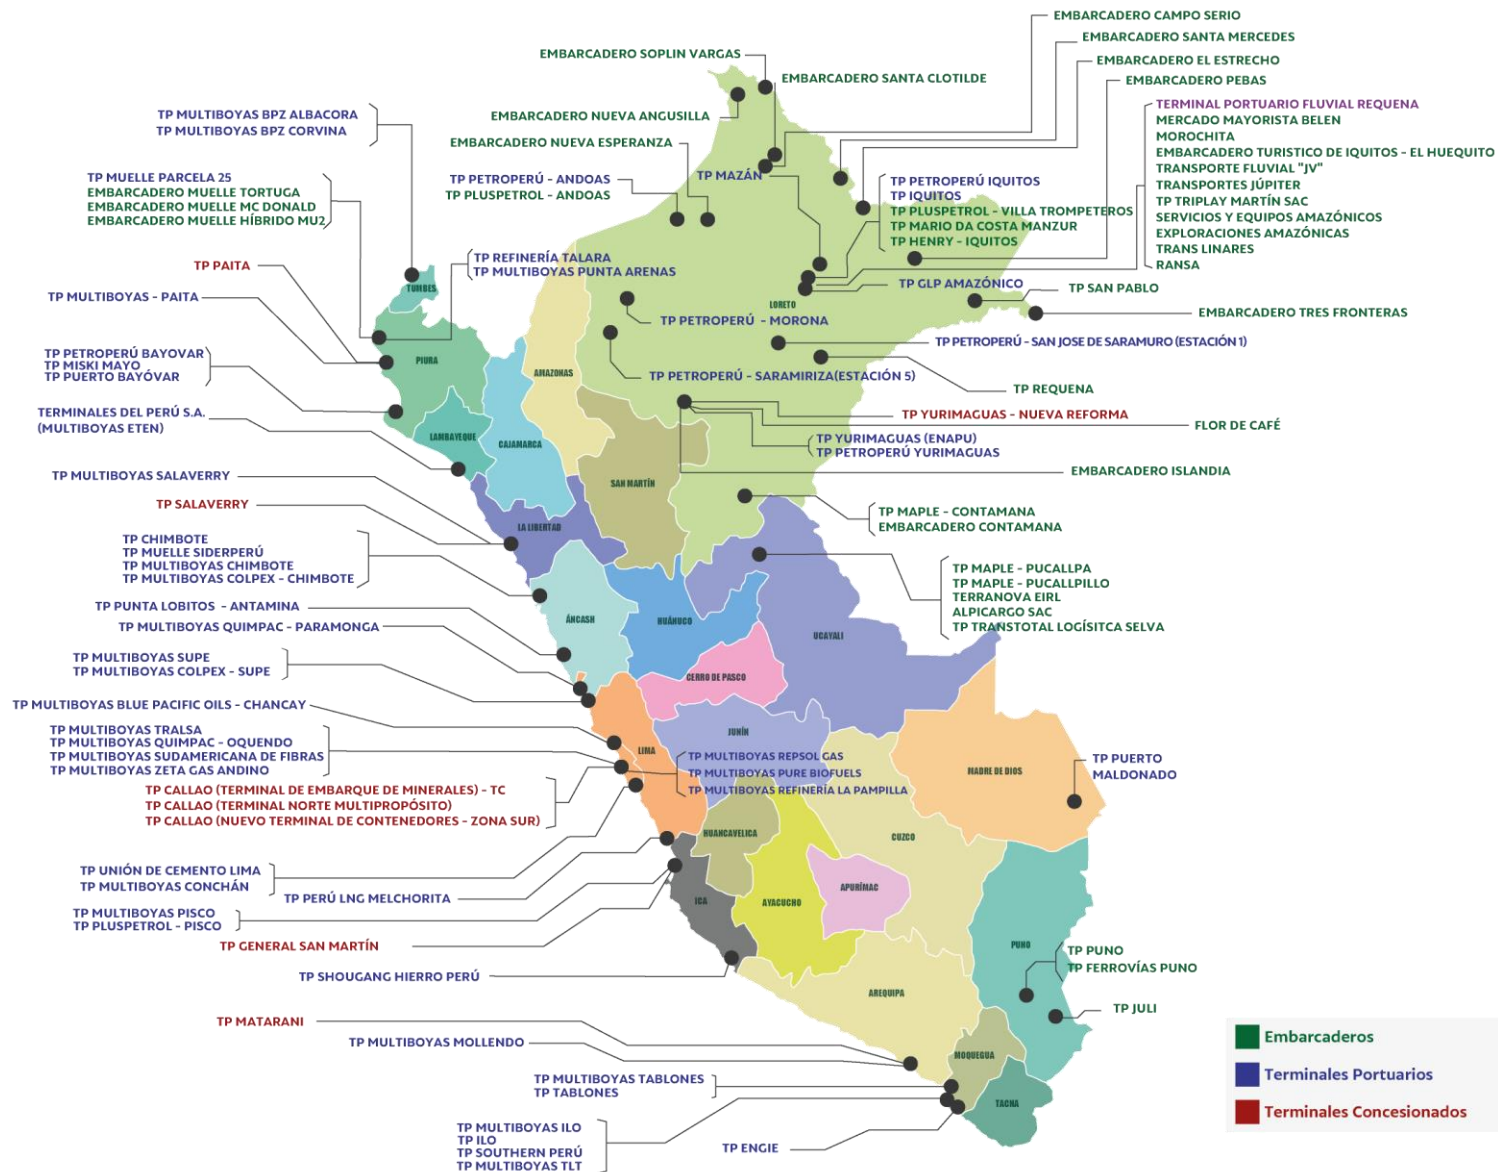 EMBARCADERO CAMPO SERIO
EMBARCADERO SANTA MERCEDES
EMBARCADERO SOPLIN VARGAS
EMBARCADERO EL ESTRECHO
EMBARCADERO SANTA CLOTILDE
EMBARCADERO PEBAS
TP MULTIBOYAS BPZ ALBACORA
TP MULTIBOYAS BPZ CORVINA
EMBARCADERO NUEVA ANGUSILLA
EMBARCADERO NUEVA ESPERANZA
TERMINAL PORTUARIO FLUVIAL REQUENA
MERCADO MAYORISTA BELEN
MOROCHITA
EMBARCADERO TURISTICO DE IQUITOS - EL HUEQUITO
TRANSPORTE FLUVIAL "JV"
TRANSPORTES JÚPITER
TP TRIPLAY MARTÍN SAC
SERVICIOS Y EQUIPOS AMAZÓNICOS
EXPLORACIONES AMAZÓNICAS
TRANS LINARES
RANSA
TP MUELLE PARCELA 25
EMBARCADERO MUELLE TORTUGA
EMBARCADERO MUELLE MC DONALD
EMBARCADERO MUELLE HÍBRIDO MU2
TP PETROPERÚ - ANDOAS
TP PLUSPETROL - ANDOAS
TP MAZÁN
TP PETROPERÚ IQUITOS
TP IQUITOS
TP PLUSPETROL - VILLA TROMPETEROS
TP MARIO DA COSTA MANZUR
TP HENRY - IQUITOS
TP PAITA
TP REFINERÍA TALARA
TP MULTIBOYAS PUNTA ARENAS
TP MULTIBOYAS - PAITA
TUMBES
TP GLP AMAZÓNICO
TP SAN PABLO
LORETO
EMBARCADERO TRES FRONTERAS
TP PETROPERÚ - MORONA
TP PETROPERÚ - SAN JOSE DE SARAMURO (ESTACIÓN 1)
TP PETROPERÚ BAYOVAR
TP MISKI MAYO
TP PUERTO BAYÓVAR
PIURA
AMAZONAS
TP PETROPERÚ - SARAMIRIZA(ESTACIÓN 5)
TP REQUENA
TERMINALES DEL PERÚ S.A.
(MULTIBOYAS ETEN)
TP YURIMAGUAS - NUEVA REFORMA
FLOR DE CAFÉ
LAMBAYEQUE
CAJAMARCA
TP YURIMAGUAS (ENAPU)
TP PETROPERÚ YURIMAGUAS
TP MULTIBOYAS SALAVERRY
SAN MARTÍN
EMBARCADERO ISLANDIA
TP SALAVERRY
TP MAPLE - CONTAMANA
EMBARCADERO CONTAMANA
LA LIBERTAD
TP CHIMBOTE
TP MUELLE SIDERPERÚ
TP MULTIBOYAS CHIMBOTE
TP MULTIBOYAS COLPEX - CHIMBOTE
TP MAPLE - PUCALLPA
TP MAPLE - PUCALLPILLO
TERRANOVA EIRL
ALPICARGO SAC
TP TRANSTOTAL LOGÍSITCA SELVA
TP PUNTA LOBITOS - ANTAMINA
ÁNCASH
HUÁNUCO
UCAYALI
TP MULTIBOYAS QUIMPAC - PARAMONGA
TP MULTIBOYAS SUPE
TP MULTIBOYAS COLPEX - SUPE
CERRO DE PASCO
TP MULTIBOYAS BLUE PACIFIC OILS - CHANCAY
TP MULTIBOYAS TRALSA
TP MULTIBOYAS QUIMPAC - OQUENDO
TP MULTIBOYAS SUDAMERICANA DE FIBRAS
TP MULTIBOYAS ZETA GAS ANDINO
JUNÍN
LIMA
TP MULTIBOYAS REPSOL GAS
TP MULTIBOYAS PURE BIOFUELS
TP MULTIBOYAS REFINERÍA LA PAMPILLA
MADRE DE DIOS
TP PUERTO
MALDONADO
TP CALLAO (TERMINAL DE EMBARQUE DE MINERALES) - TC
TP CALLAO (TERMINAL NORTE MULTIPROPÓSITO)
TP CALLAO (NUEVO TERMINAL DE CONTENEDORES - ZONA SUR)
HUANCAVELICA
CUZCO
TP UNIÓN DE CEMENTO LIMA
TP MULTIBOYAS CONCHÁN
TP PERÚ LNG MELCHORITA
ICA
AYACUCHO
APURÍMAC
TP MULTIBOYAS PISCO
TP PLUSPETROL - PISCO
TP GENERAL SAN MARTÍN
PUNO
TP PUNO
TP FERROVÍAS PUNO
TP SHOUGANG HIERRO PERÚ
AREQUIPA
TP JULI
TP MATARANI
TP MULTIBOYAS MOLLENDO
MOQUEGUA
TP MULTIBOYAS TABLONES
TP TABLONES
TACNA
TP MULTIBOYAS ILO
TP ILO
TP SOUTHERN PERÚ
TP MULTIBOYAS TLT
TP ENGIE
Embarcaderos
Terminales Portuarios
Terminales Concesionados